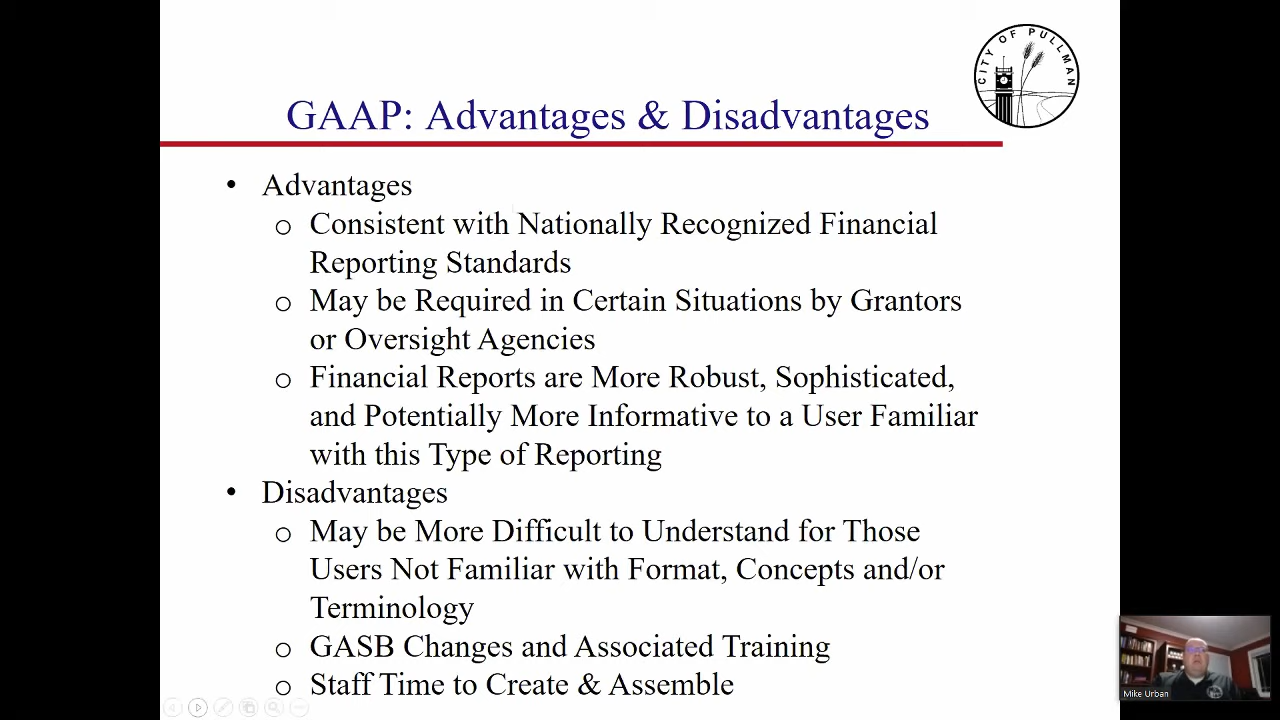 CITY OF PULLMAN
GAAP: Advantages & Disadvantages
• Advantages
o Consistent with Nationally Recognized Financial
Reporting Standards
o May be Required in Certain Situations by Grantors
or Oversight Agencies
o Financial Reports are More Robust, Sophisticated,
and Potentially More Informative to a User Familiar
with this Type of Reporting
• Disadvantages
o May be More Difficult to Understand for Those
Users Not Familiar with Format, Concepts and/or
Terminology
o GASB Changes and Associated Training
o Staff Time to Create & Assemble
Mike Urban